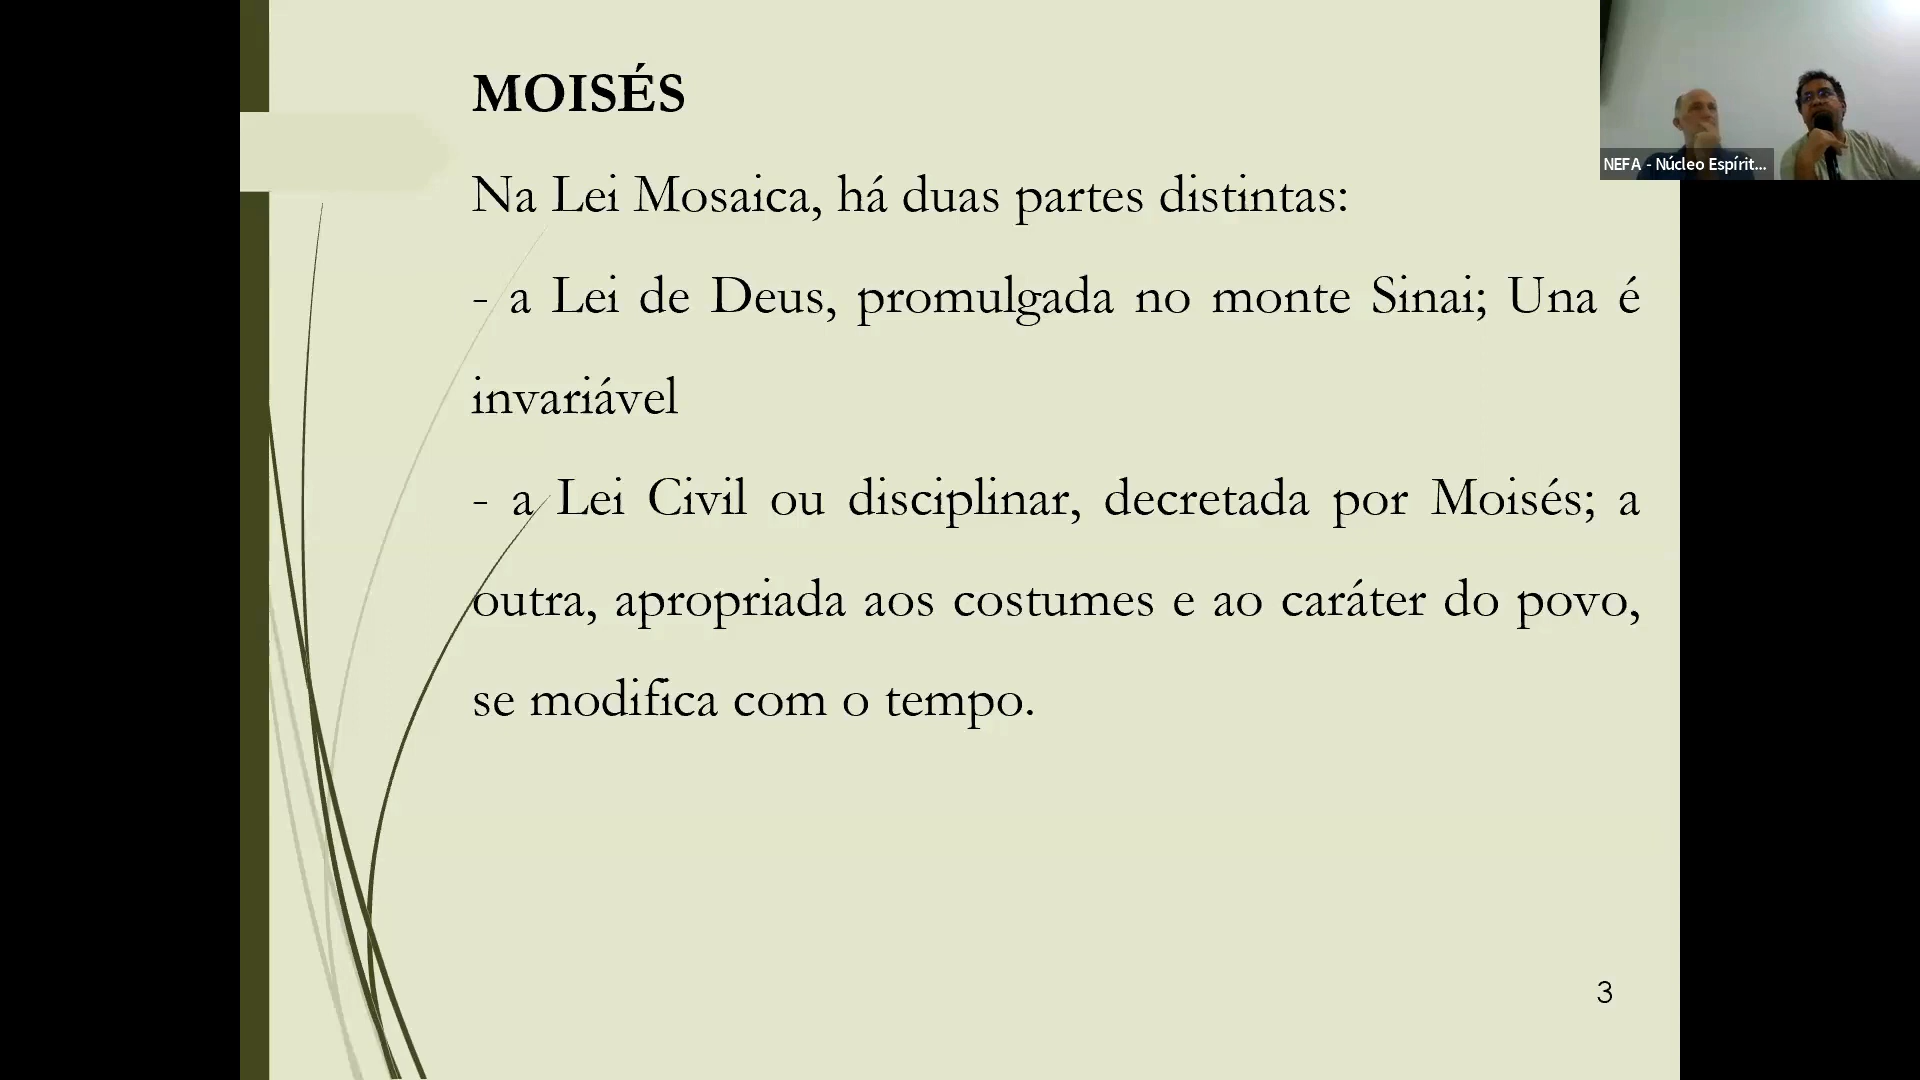 MOISÉS
Na Lei Mosaica, há duas partes distintas:
- a Lei de Deus, promulgada no monte Sinai; Una é
invariável
- a Lei Civil ou disciplinar, decretada por Moisés; a
outra, apropriada aos costumes e ao caráter do povo,
se modifica com o tempo.
NEFA - Núcleo Espírit...
3